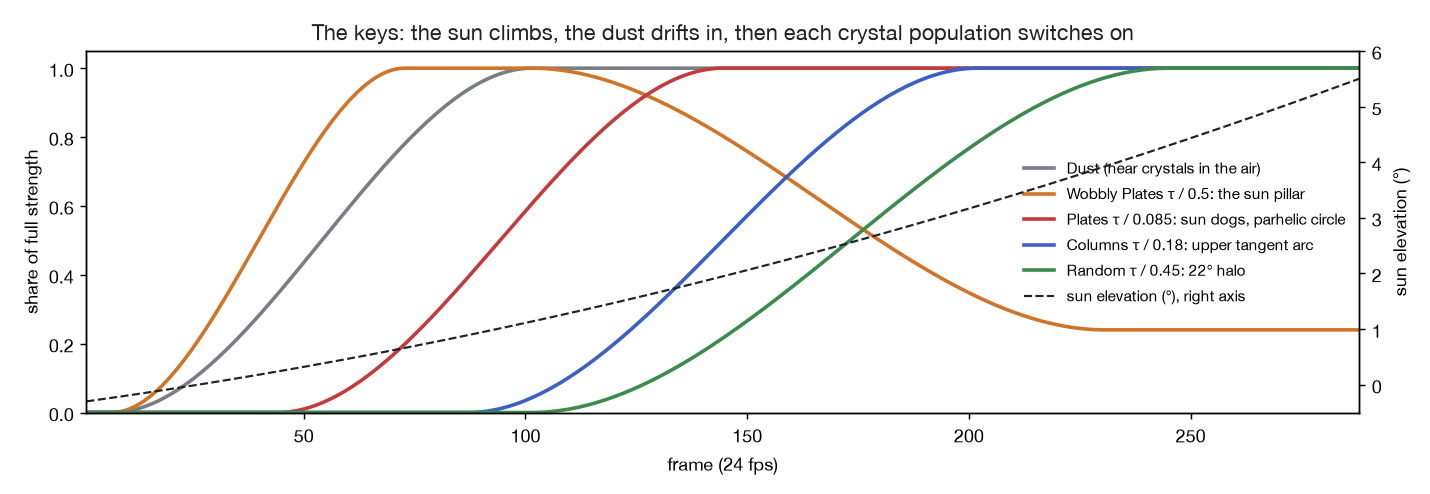 The keys: the sun climbs, the dust drifts in, then each crystal population switches on
share of full strength
1.0
0.8
0.6
0.4
0.2
0.0
50
100
150
200
250
frame (24 fps)
6
5
4
3
2
1
0
sun elevation (°)
Dust (near crystals in the air)
Wobbly Plates τ / 0.5: the sun pillar
Plates τ / 0.085: sun dogs, parhelic circle
Columns τ / 0.18: upper tangent arc
Random τ / 0.45: 22° halo
sun elevation (°), right axis